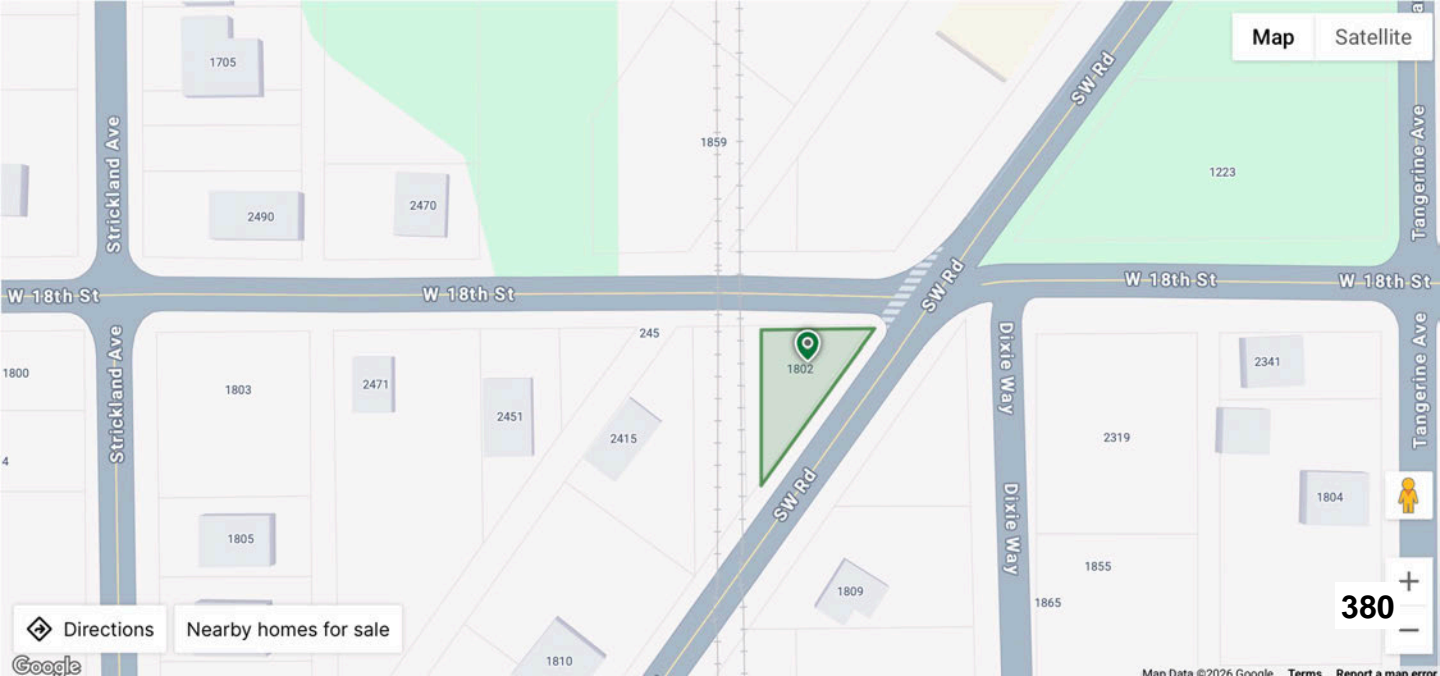 a
Map
Satellite
1705
SW Rd
Strickland Ave
Tangerine Ave
1859
1223
2490
2470
W 18th St
W 18th St
SW Rd
W 18th St
W 18th St
245
1802
Strickland Ave
Dixie Way
Tangerine Ave
1800
1803
2471
2451
2415
2341
2319
4
SW Rd
Dixie Way
1804
1805
1855
1809
1865
380
Directions
Nearby homes for sale
1810
Google
Map Data ©2026 Google
Terms
Report a map error